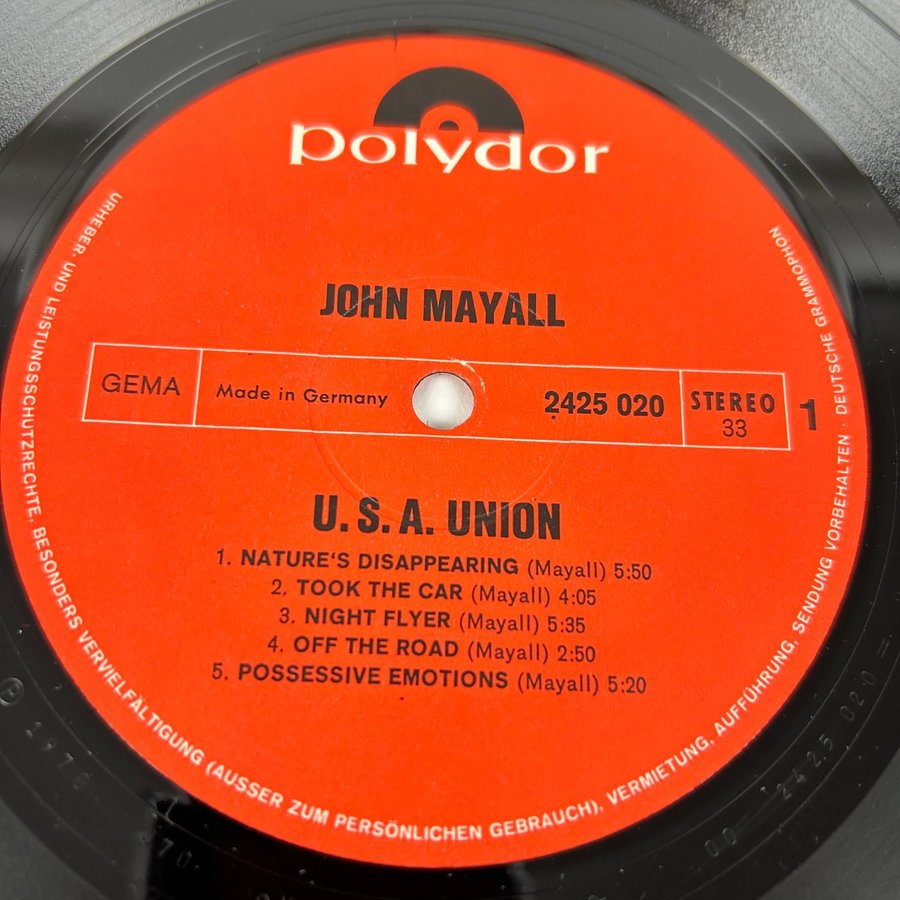 polydor
JOHN MAYALL
GEMA
Made in Germany
2425 020
STEREO
33
1
U. S. A. UNION
1. NATURE'S DISAPPEARING (Mayall) 5:50
2. TOOK THE CAR (Mayall) 4:05
3. NIGHT FLYER (Mayall) 5:35
4. OFF THE ROAD (Mayall) 2:50
5. POSSESSIVE EMOTIONS (Mayall) 5:20
URHEBER- UND LEISTUNGSSCHUTZRECHTE, BESONDERS VERVIELFÄLTIGUNG (AUSSER ZUM PERSÖNLICHEN GEBRAUCH), VERMIETUNG, AUFFÜHRUNG, SENDUNG VORBEHALTEN · DEUTSCHE GRAMMOPHON
℗ 1970
2425 020 =